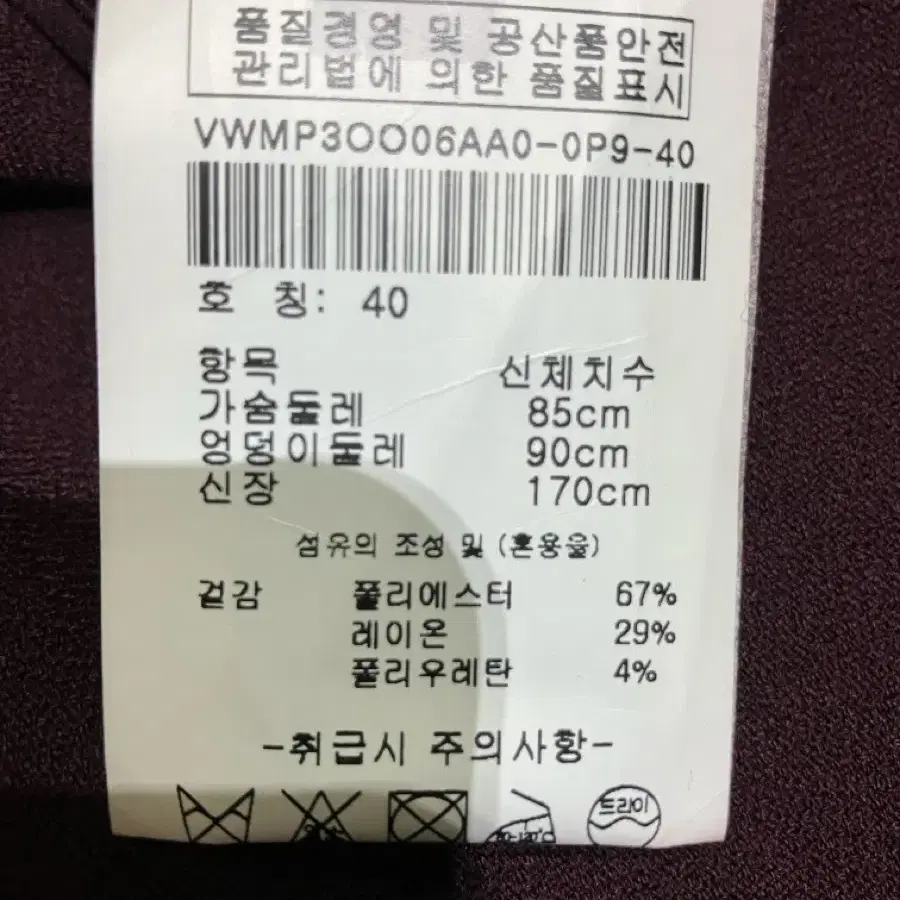 품질경영 및 공산품안전
관리법에 의한 품질표시
VWMP3OO06AA0-0P9-40
호 칭: 40
항목 신체치수
가슴둘레 85cm
엉덩이둘레 90cm
신장 170cm
섬유의 조성 및 (혼용율)
겉감 폴리에스터 67%
레이온 29%
폴리우레탄 4%
-취급시 주의사항-
드라이